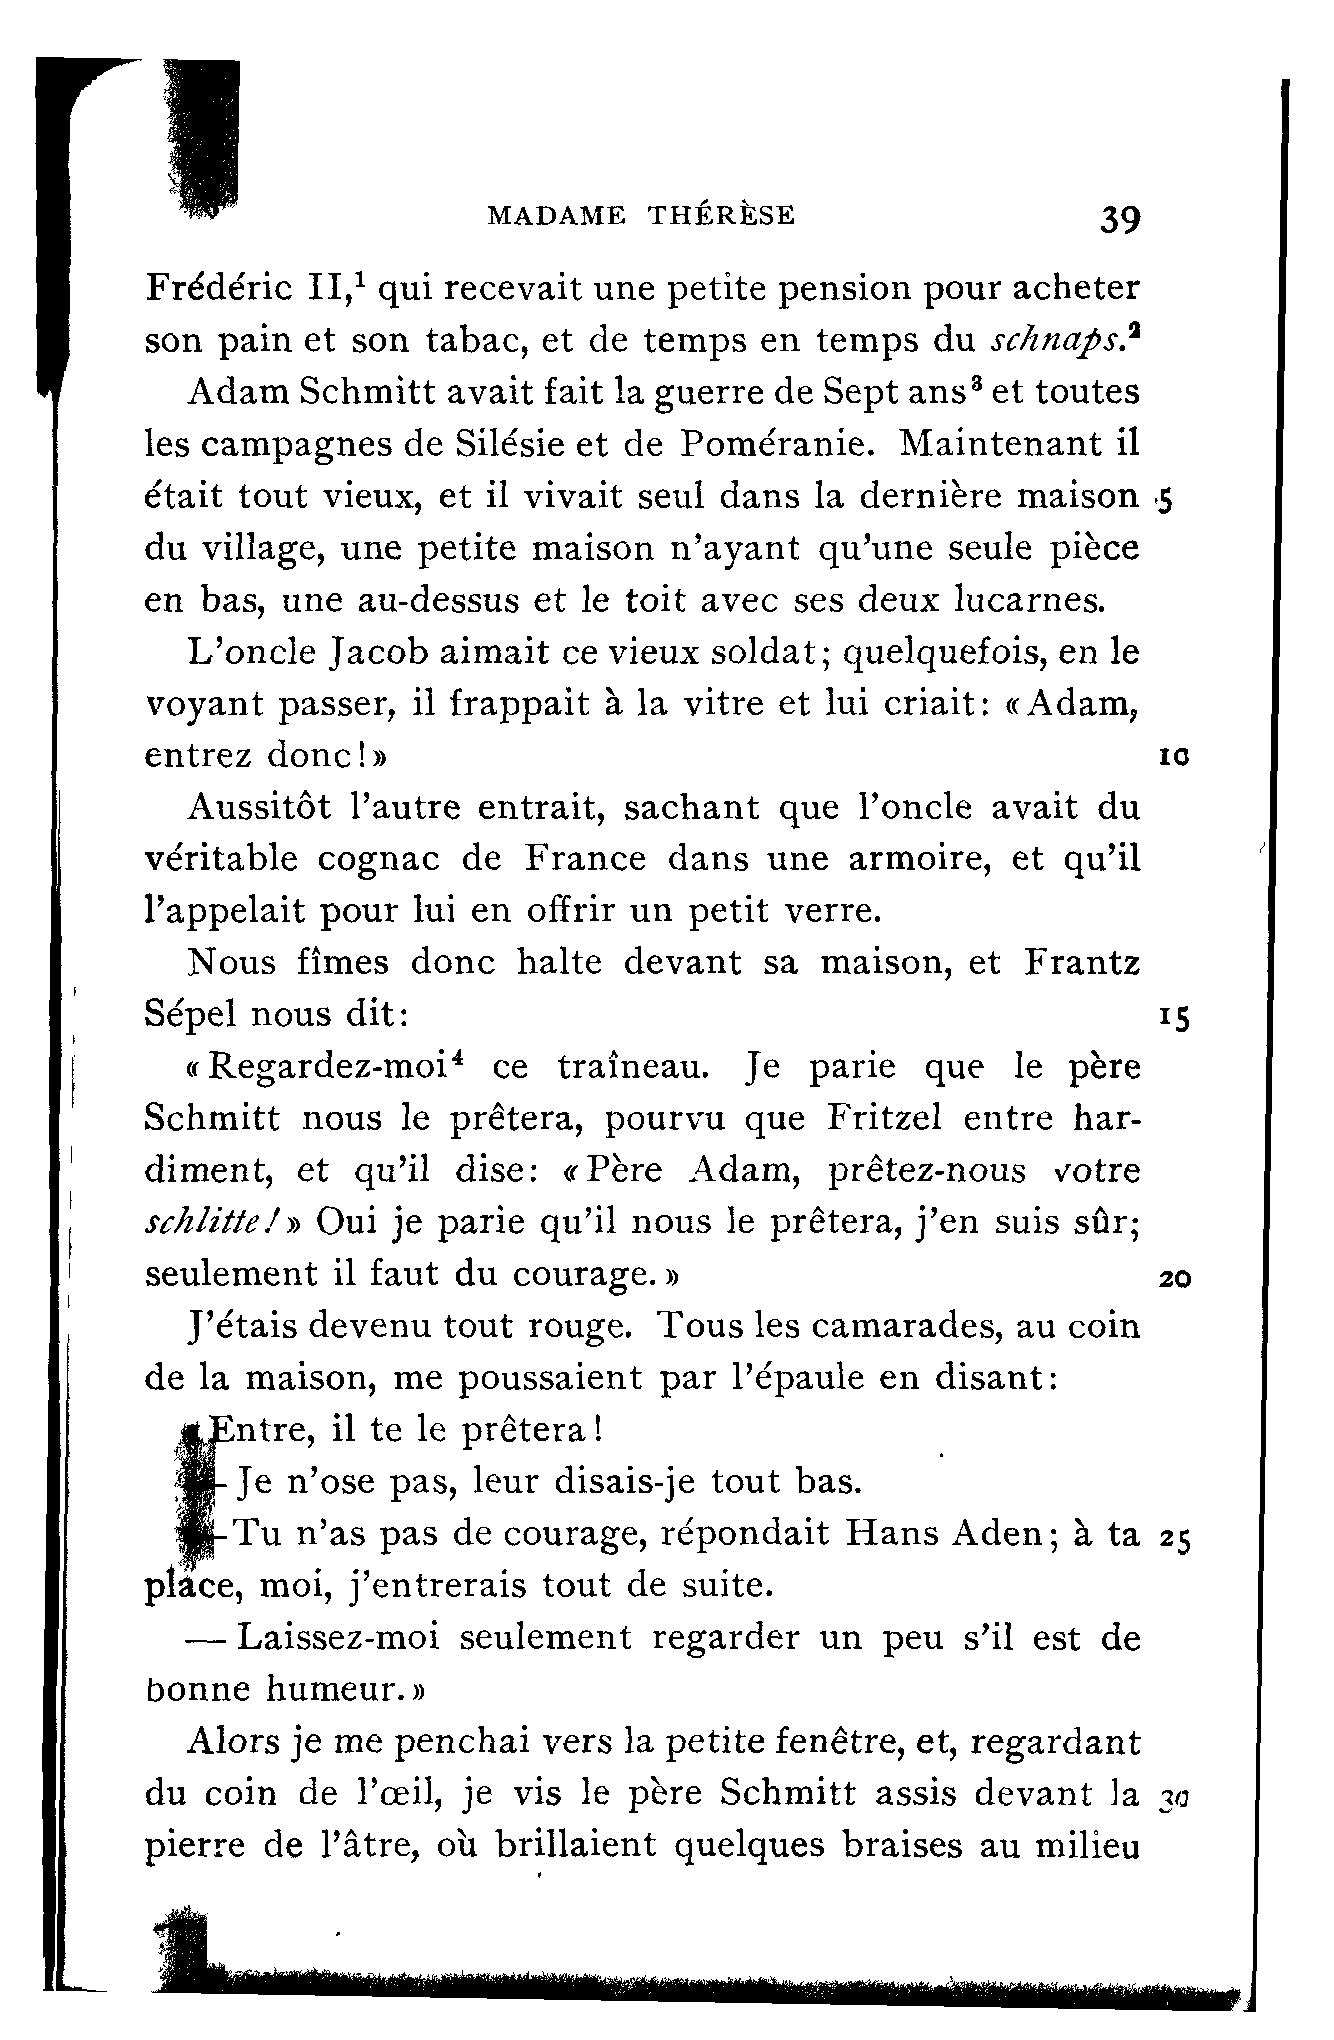 MADAME THÉRÈSE 39
Frédéric II,¹ qui recevait une petite pension pour acheter
son pain et son tabac, et de temps en temps du schnaps.²
Adam Schmitt avait fait la guerre de Sept ans³ et toutes
les campagnes de Silésie et de Poméranie. Maintenant il
était tout vieux, et il vivait seul dans la dernière maison 5
du village, une petite maison n'ayant qu'une seule pièce
en bas, une au-dessus et le toit avec ses deux lucarnes.
L'oncle Jacob aimait ce vieux soldat; quelquefois, en le
voyant passer, il frappait à la vitre et lui criait: « Adam,
entrez donc! » 10
Aussitôt l'autre entrait, sachant que l'oncle avait du
véritable cognac de France dans une armoire, et qu'il
l'appelait pour lui en offrir un petit verre.
Nous fîmes donc halte devant sa maison, et Frantz
Sépel nous dit: 15
« Regardez-moi⁴ ce traîneau. Je parie que le père
Schmitt nous le prêtera, pourvu que Fritzel entre har-
diment, et qu'il dise: « Père Adam, prêtez-nous votre
schlitte! » Oui je parie qu'il nous le prêtera, j'en suis sûr;
seulement il faut du courage. » 20
J'étais devenu tout rouge. Tous les camarades, au coin
de la maison, me poussaient par l'épaule en disant:
« Entre, il te le prêtera!
— Je n'ose pas, leur disais-je tout bas.
— Tu n'as pas de courage, répondait Hans Aden; à ta 25
place, moi, j'entrerais tout de suite.
— Laissez-moi seulement regarder un peu s'il est de
bonne humeur. »
Alors je me penchai vers la petite fenêtre, et, regardant
du coin de l'œil, je vis le père Schmitt assis devant la 30
pierre de l'âtre, où brillaient quelques braises au milieu